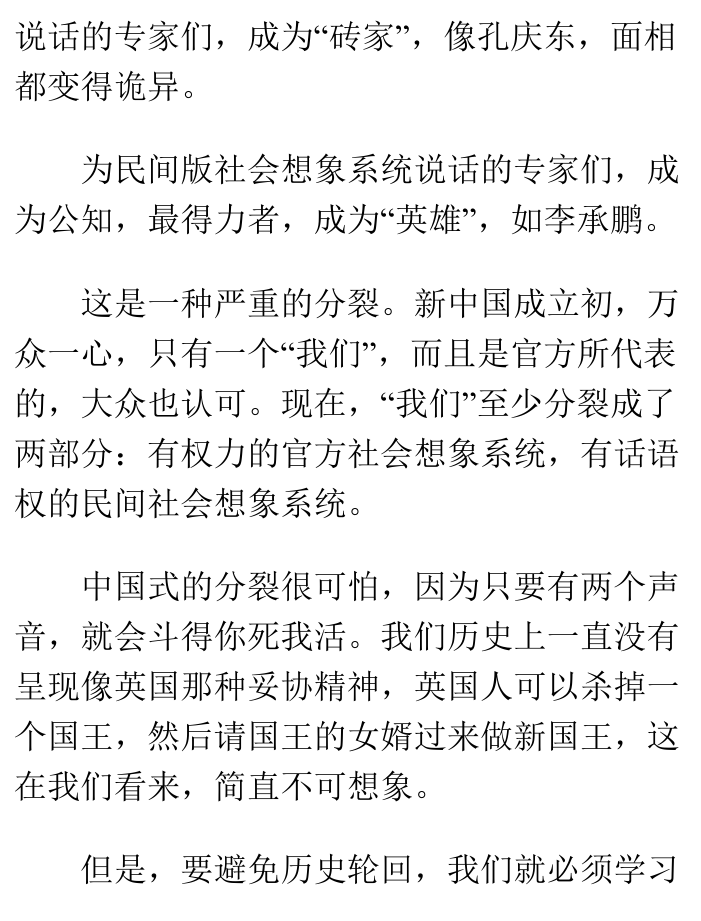 说话的专家们，成为“砖家”，像孔庆东，面相
都变得诡异。
为民间版社会想象系统说话的专家们，成
为公知，最得力者，成为“英雄”，如李承鹏。
这是一种严重的分裂。新中国成立初，万
众一心，只有一个“我们”，而且是官方所代表
的，大众也认可。现在，“我们”至少分裂成了
两部分：有权力的官方社会想象系统，有话语
权的民间社会想象系统。
中国式的分裂很可怕，因为只要有两个声
音，就会斗得你死我活。我们历史上一直没有
呈现像英国那种妥协精神，英国人可以杀掉一
个国王，然后请国王的女婿过来做新国王，这
在我们看来，简直不可想象。
但是，要避免历史轮回，我们就必须学习